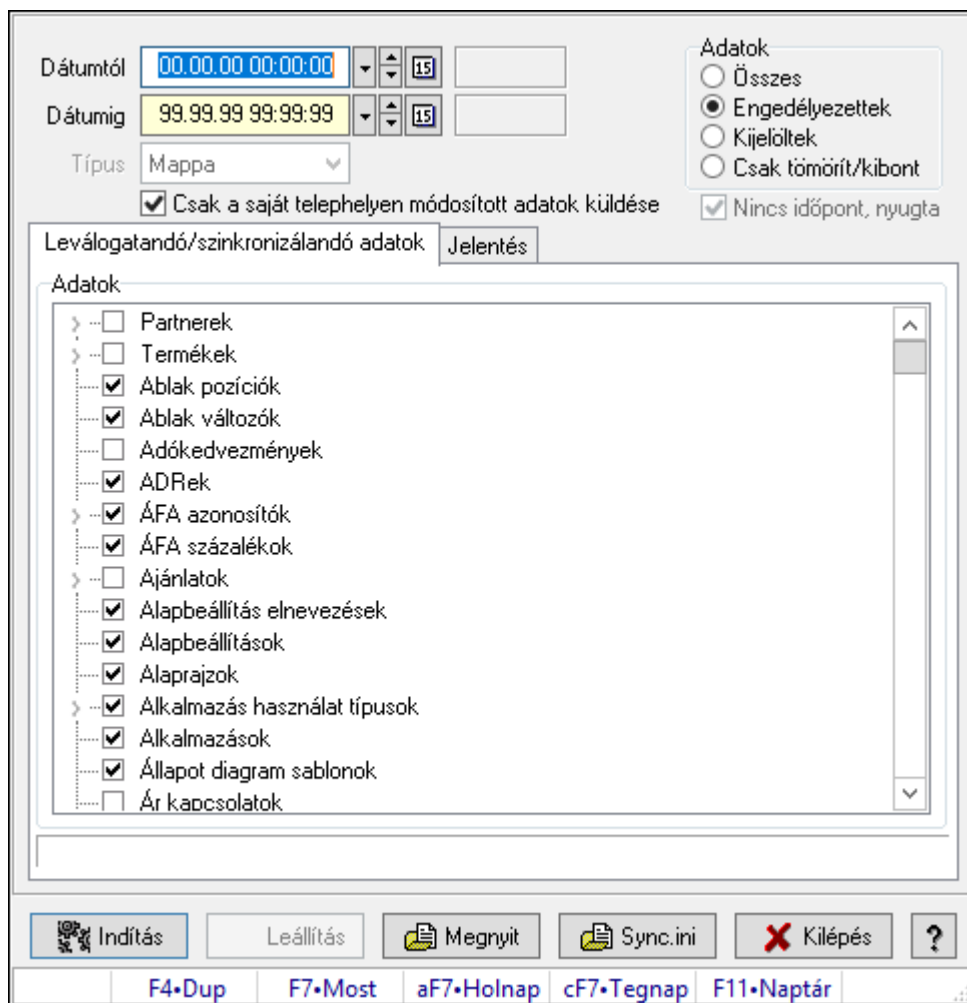 Dátumtól 00.00.00 00:00:00 15
Dátumig 99.99.99 99:99:99 15
Típus Mappa
Csak a saját telephelyen módosított adatok küldése
Adatok
Összes
Engedélyezettek
Kijelöltek
Csak tömörít/kibont
Nincs időpont, nyugta
Leválogatandó/szinkronizálandó adatok Jelentés
Adatok
Partnerek
Termékek
Ablak pozíciók
Ablak változók
Adókedvezmények
ADRek
ÁFA azonosítók
ÁFA százalékok
Ajánlatok
Alapbeállítás elnevezések
Alapbeállítások
Alaprajzok
Alkalmazás használat típusok
Alkalmazások
Állapot diagram sablonok
Ár kapcsolatok
Indítás Leállítás Megnyit Sync.ini Kilépés ?
F4•Dup F7•Most aF7•Holnap cF7•Tegnap F11•Naptár